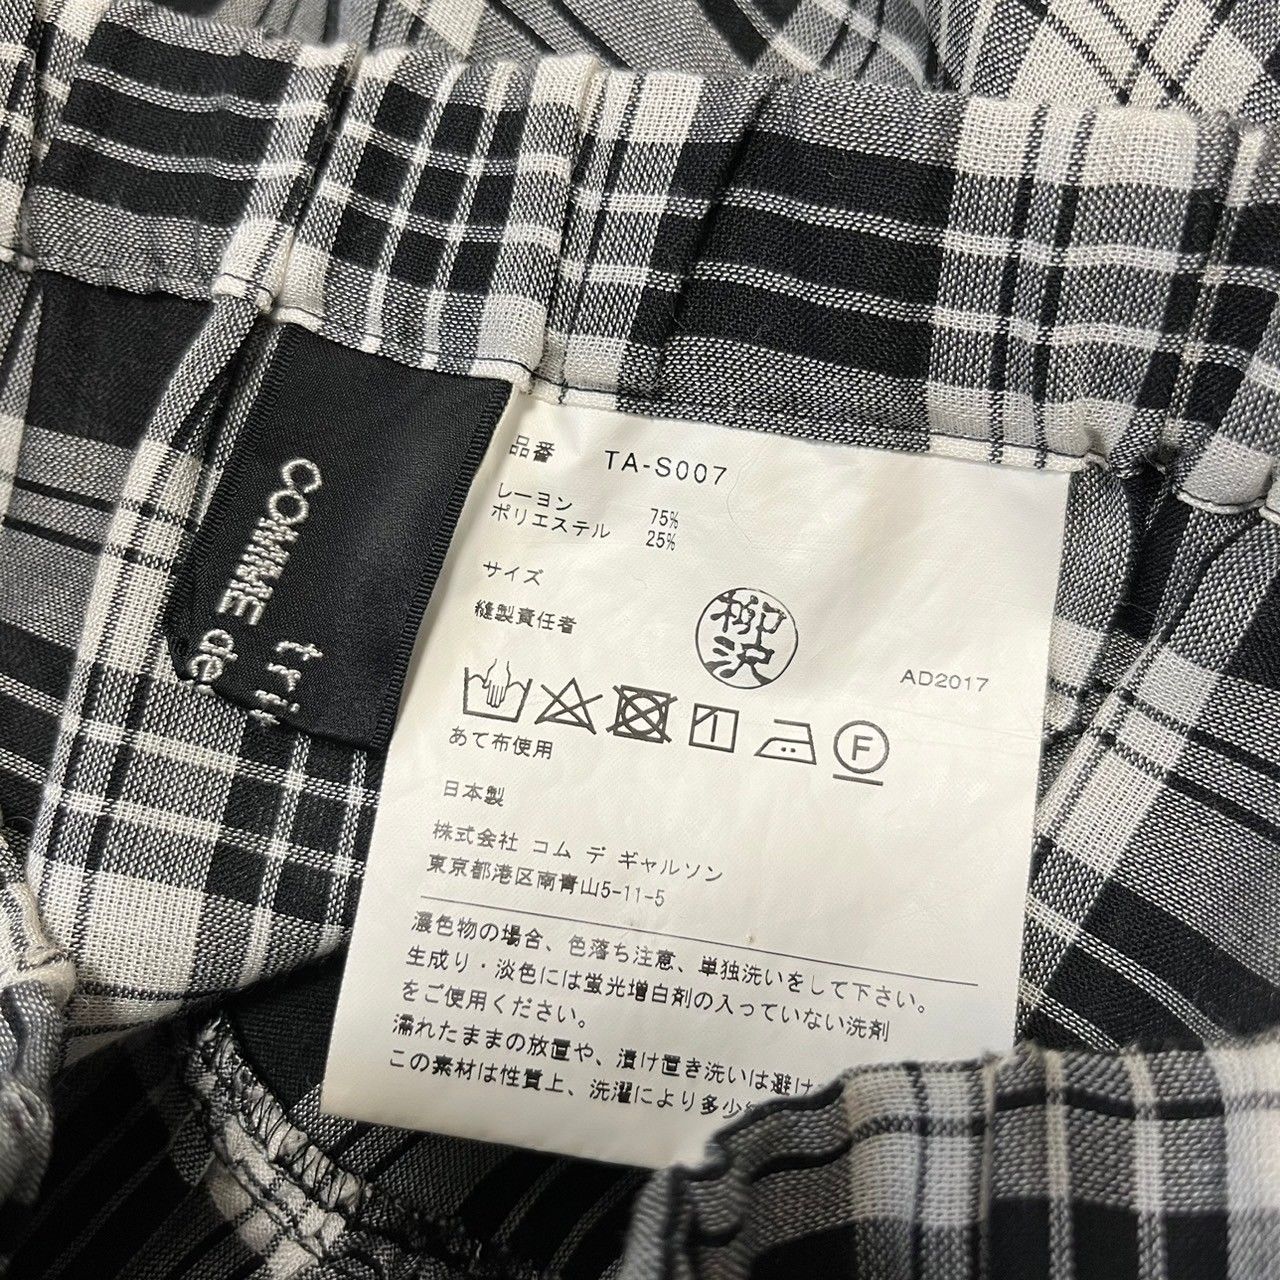 COMME de
tri
品番 TA-S007
レーヨン 75%
ポリエステル 25%
サイズ
縫製責任者
柳沢
AD2017
F
あて布使用
日本製
株式会社 コム デ ギャルソン
東京都港区南青山5-11-5
濃色物の場合、色落ち注意、単独洗いをして下さい。
生成り・淡色には蛍光増白剤の入っていない洗剤
をご使用ください。
濡れたままの放置や、漬け置き洗いは避け
この素材は性質上、洗濯により多少